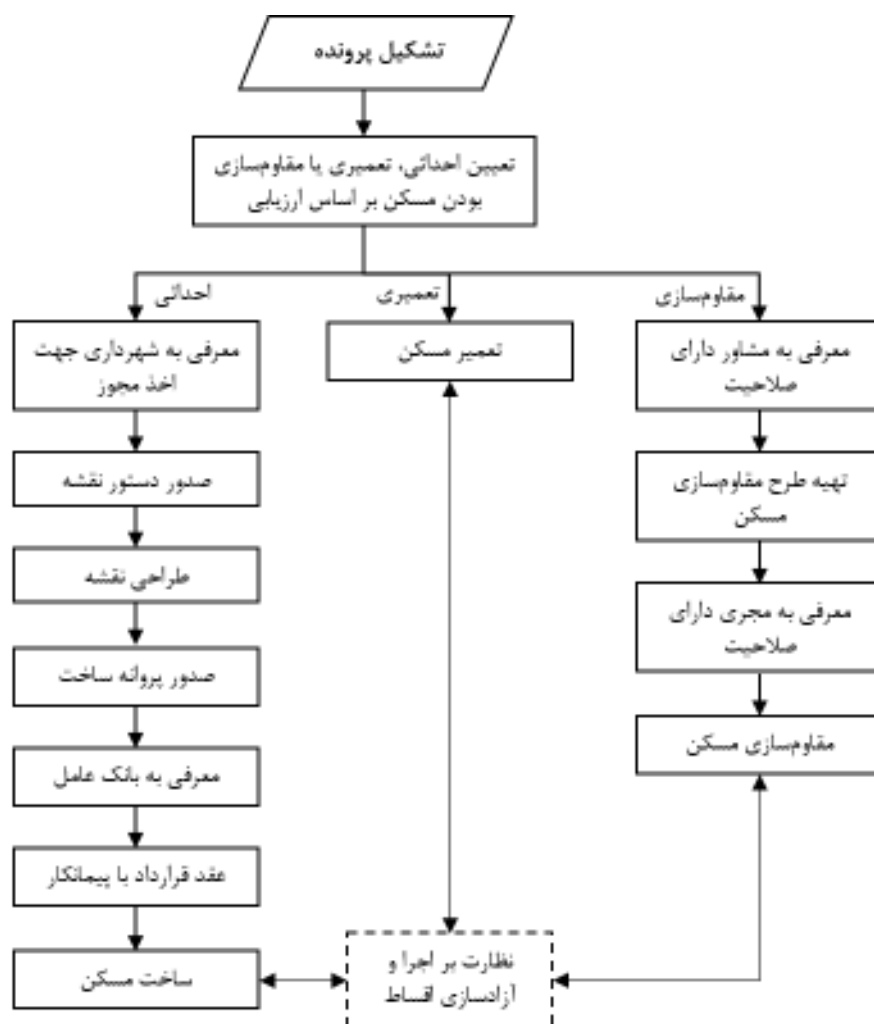 تشکیل پرونده
تعیین احداثی، تعمیری یا مقاوم‌سازی
بودن مسکن بر اساس ارزیابی
مقاوم‌سازی
معرفی به مشاور دارای
صلاحیت
تهیه طرح مقاوم‌سازی
مسکن
معرفی به مجری دارای
صلاحیت
مقاوم‌سازی مسکن
تعمیری
تعمیر مسکن
احداثی
معرفی به شهرداری جهت
اخذ مجوز
صدور دستور نقشه
طراحی نقشه
صدور پروانه ساخت
معرفی به بانک عامل
عقد قرارداد با پیمانکار
ساخت مسکن
نظارت بر اجرا و
آزادسازی اقساط